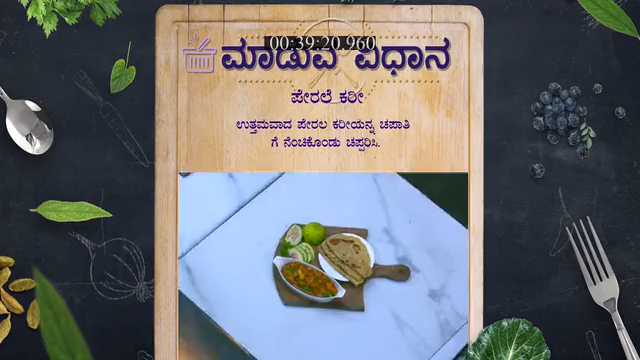 00:39:20.960
ಮಾಡುವ ವಿಧಾನ
ಪೇರಲೆ ಕರೀ
ಉತ್ತಮವಾದ ಪೇರಲ ಕರೀಯನ್ನ ಚಪಾತಿ
ಗೆ ನೆಂಚಿಕೊಂಡು ಚಪ್ಪರಿಸಿ.